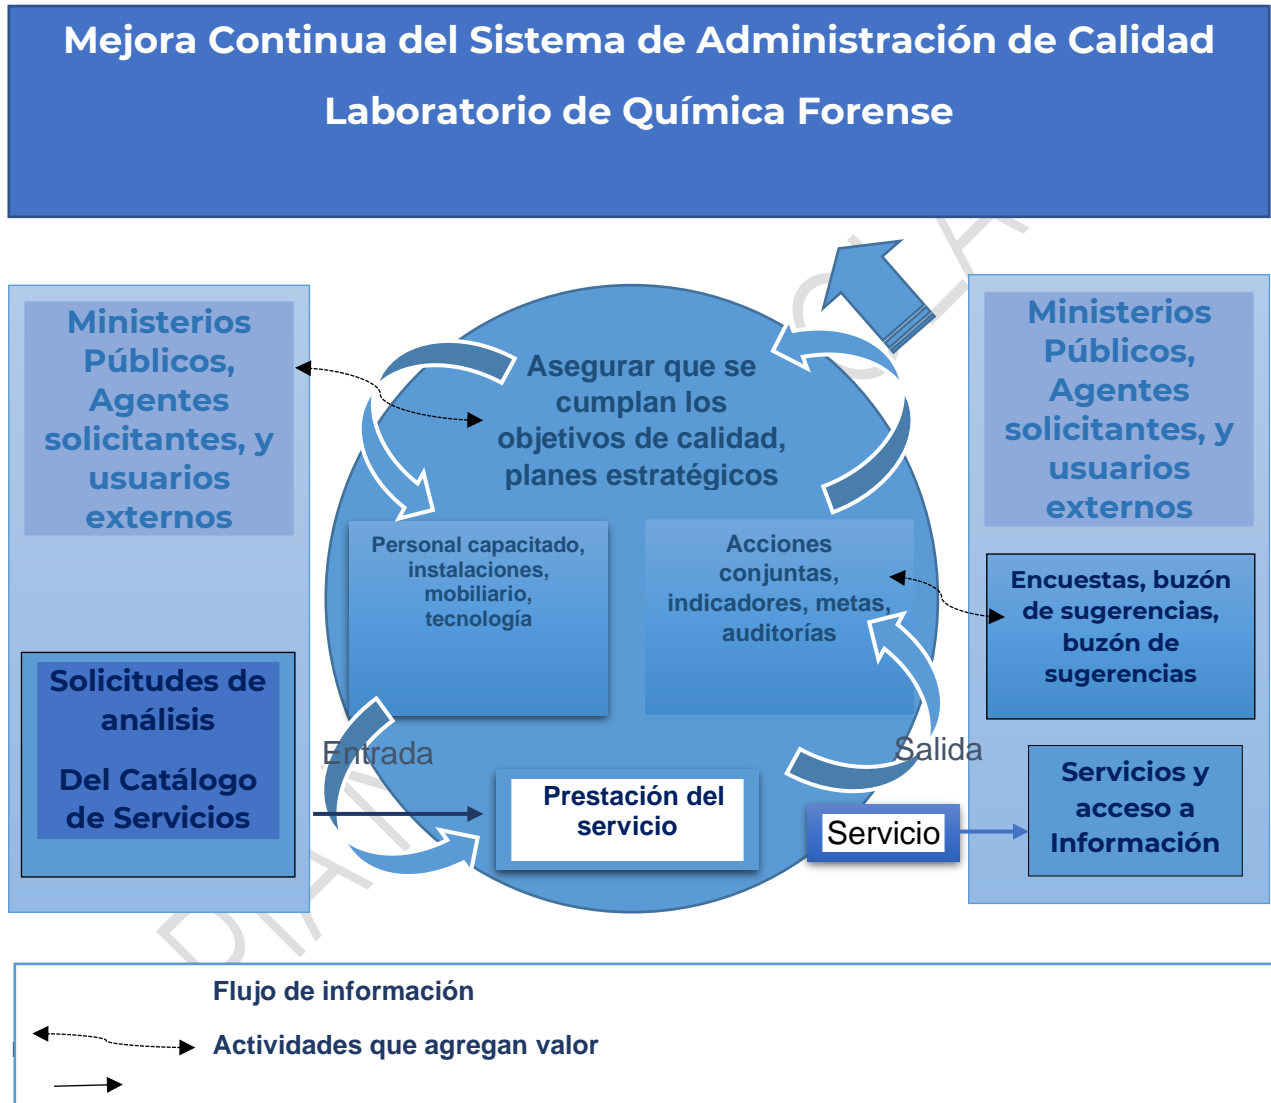 Mejora Continua del Sistema de Administración de Calidad
Laboratorio de Química Forense
Ministerios
Públicos,
Agentes
solicitantes, y
usuarios
externos
Solicitudes de
análisis
Del Catálogo
de Servicios
Asegurar que se
cumplan los
objetivos de calidad,
planes estratégicos
Personal capacitado,
instalaciones,
mobiliario,
tecnología
Acciones
conjuntas,
indicadores, metas,
auditorías
Entrada
Prestación del
servicio
Salida
Servicio
Ministerios
Públicos,
Agentes
solicitantes, y
usuarios
externos
Encuestas, buzón
de sugerencias,
buzón de
sugerencias
Servicios y
acceso a
Información
Flujo de información
Actividades que agregan valor